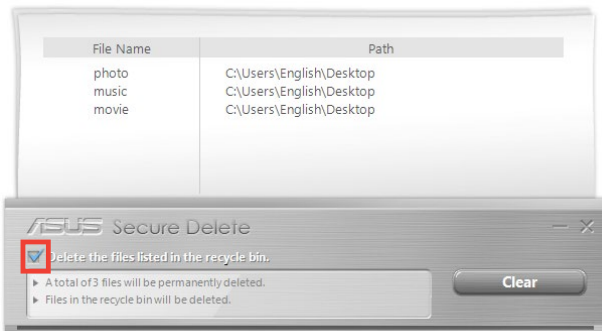 File Name Path
photo C:\Users\English\Desktop
music C:\Users\English\Desktop
movie C:\Users\English\Desktop
ASUS Secure Delete
Delete the files listed in the recycle bin.
A total of 3 files will be permanently deleted.
Clear
Files in the recycle bin will be deleted.